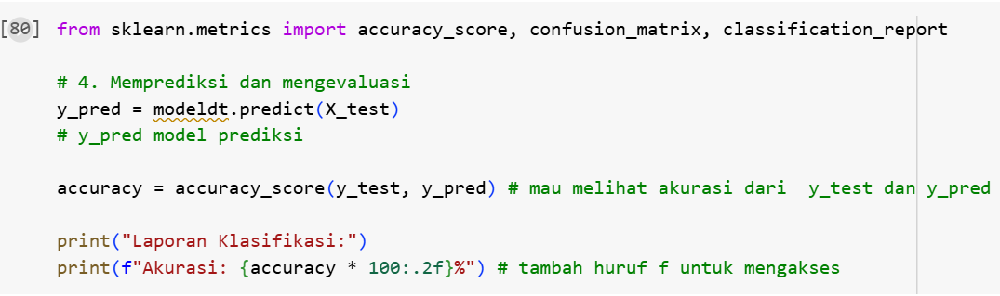 [80] from sklearn.metrics import accuracy_score, confusion_matrix, classification_report
# 4. Memprediksi dan mengevaluasi
y_pred = modeldt.predict(X_test)
# y_pred model prediksi
accuracy = accuracy_score(y_test, y_pred) # mau melihat akurasi dari  y_test dan y_pred
print("Laporan Klasifikasi:")
print(f"Akurasi: {accuracy * 100:.2f}%") # tambah huruf f untuk mengakses